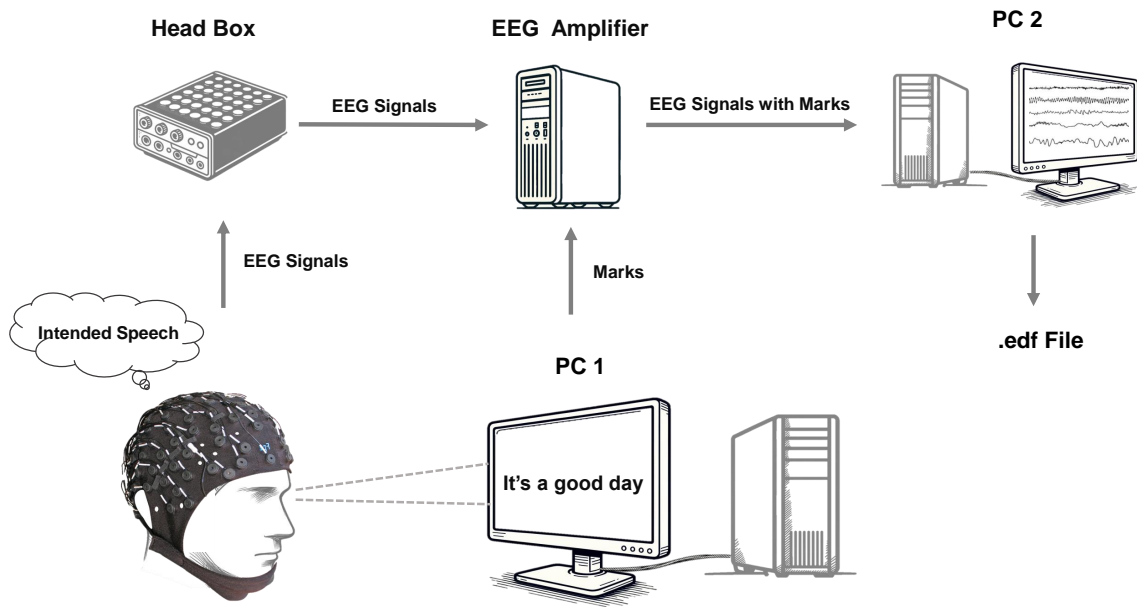 Head Box
EEG Amplifier
PC 2
EEG Signals
EEG Signals with Marks
EEG Signals
Marks
Intended Speech
.edf File
PC 1
It's a good day